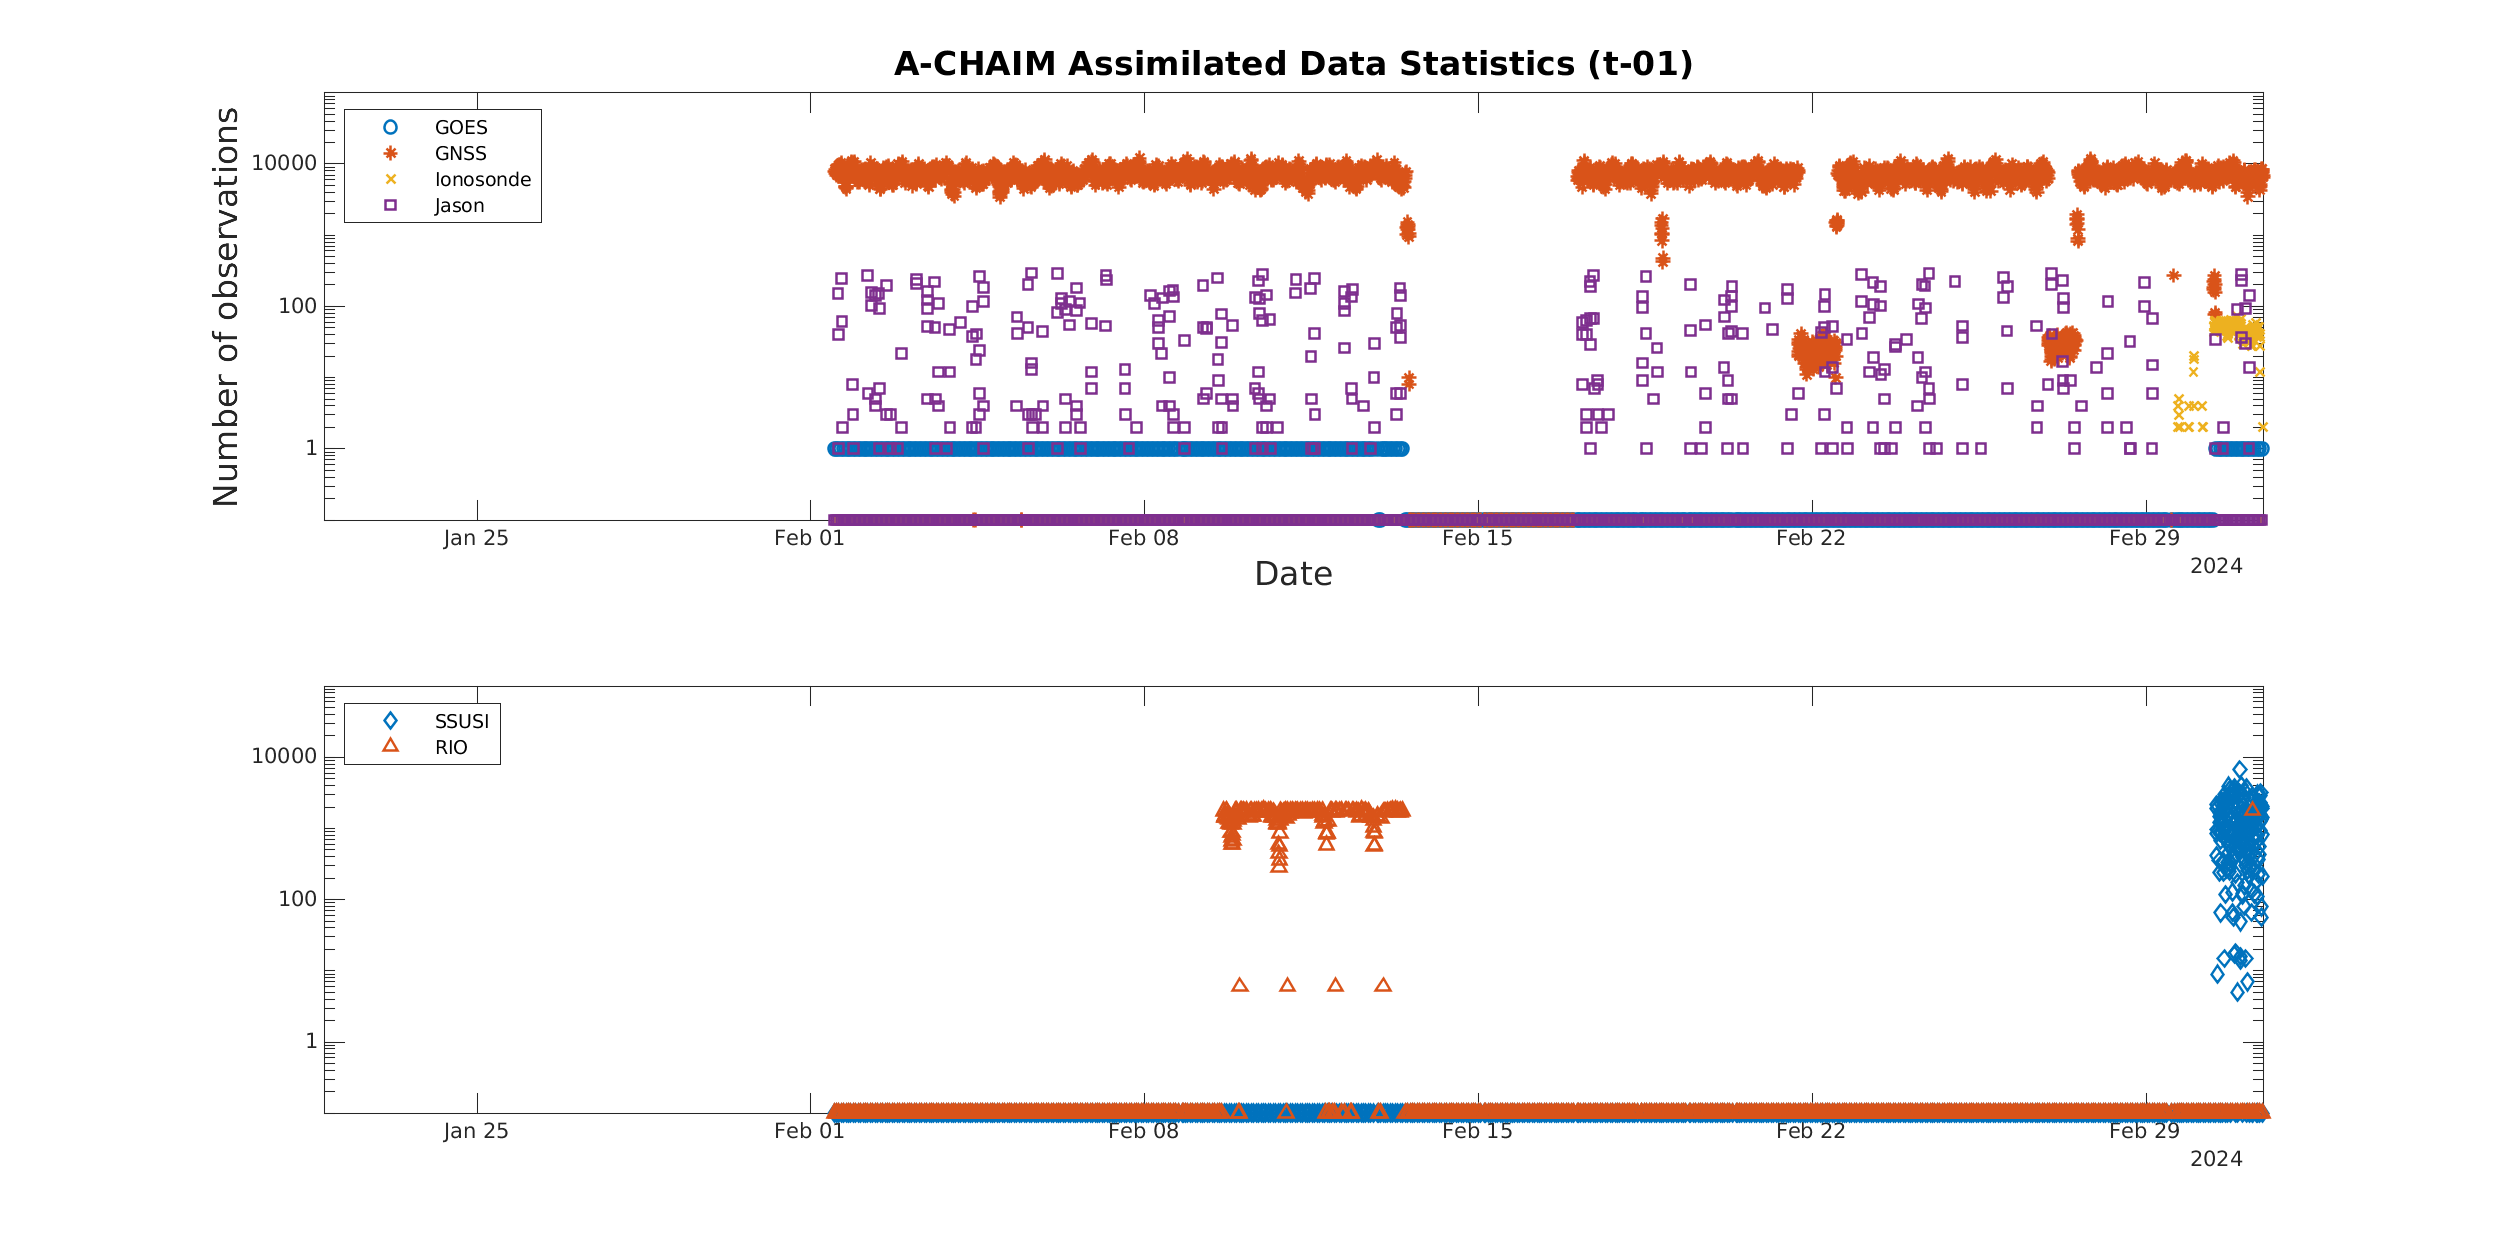 A-CHAIM Assimilated Data Statistics (t-01)
Number of observations
GOES
GNSS
Ionosonde
Jason
10000
100
1
Jan 25
Feb 01
Feb 08
Feb 15
Feb 22
Feb 29
2024
Date
SSUSI
RIO
10000
100
1
Jan 25
Feb 01
Feb 08
Feb 15
Feb 22
Feb 29
2024